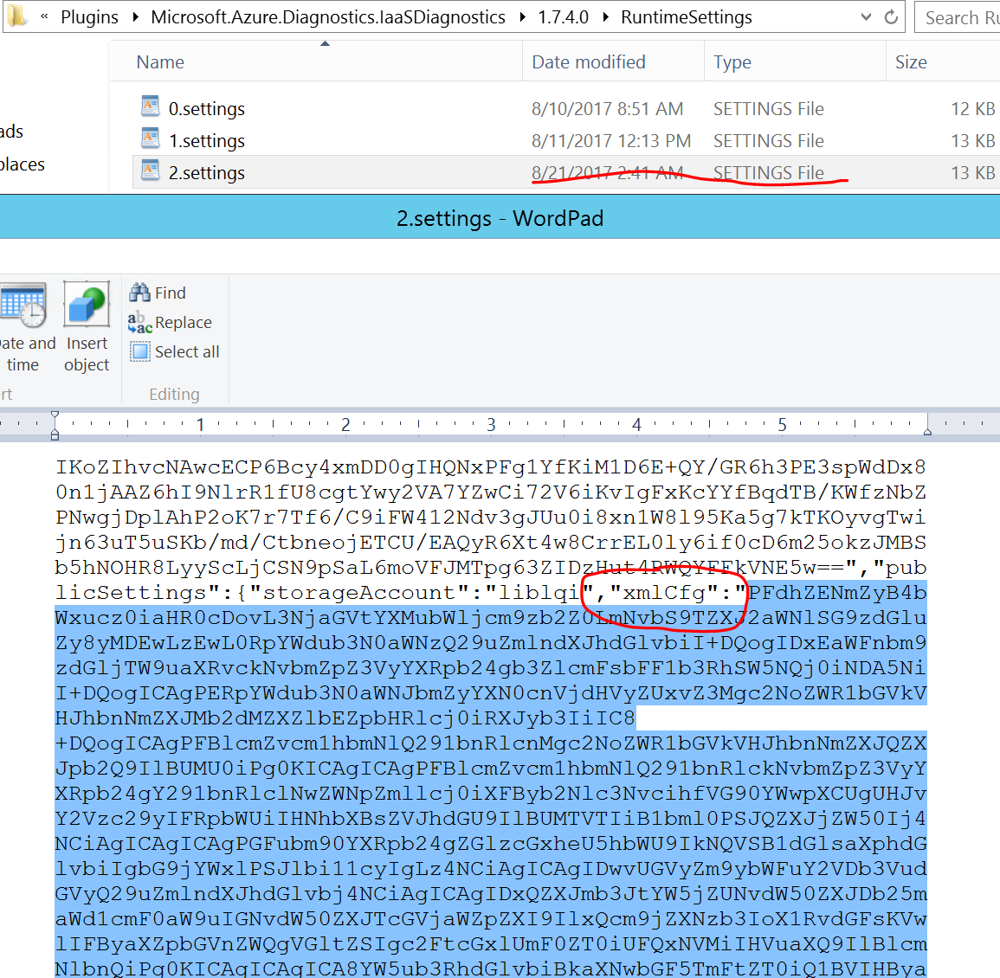 « Plugins Microsoft.Azure.Diagnostics.IaaSDiagnostics 1.7.4.0 RuntimeSettings Search Ru
Name Date modified Type Size
0.settings 8/10/2017 8:51 AM SETTINGS File 12 KB
ads
1.settings 8/11/2017 12:13 PM SETTINGS File 13 KB
places
2.settings 8/21/2017 2:41 AM SETTINGS File 13 KB
2.settings - WordPad
Find
Replace
Select all
ate and time
Insert object
rt Editing
1 2 3 4 5
IKoZIhvcNAwcECP6Bcy4xmDD0gIHQNxPFg1YfKiM1D6E+QY/GR6h3PE3spWdDx8
0n1jAAZ6hI9NlrR1fU8cgtYwy2VA7YZwCi72V6iKvIgFxKcYYfBqdTB/KWfzNbZ
PNwgjDplAhP2oK7r7Tf6/C9iFW412Ndv3gJUu0i8xn1W8l95Ka5g7kTKOyvgTwi
jn63uT5uSKb/md/CtbneojETCU/EAQyR6Xt4w8CrrEL0ly6if0cD6m25okzJMBS
b5hNOHR8LyyScLjCSN9pSaL6moVFJMTpg63ZIDzHut4RWQYFFkVNE5w==","pub
licSettings":{"storageAccount":"liblqi","xmlCfg":"PFdhZENmZyB4b
Wxucz0iaHR0cDovL3NjaGVtYXMubWljcm9zb2Z0LmNvbS9TZXJ2aWNlSG9zdGlu
Zy8yMDEwLzEwL0RpYWdub3N0aWNzQ29uZmlndXJhdGlvbiI+DQogIDxEaWFnbm9
zdGljTW9uaXRvckNvbmZpZ3VyYXRpb24gb3ZlcmFsbFF1b3RhSW5NQj0iNDA5Ni
I+DQogICAgPERpYWdub3N0aWNJbmZyYXN0cnVjdHVyZUxvZ3Mgc2NoZWR1bGVkV
HJhbnNmZXJMb2dMZXZlbEZpbHRlcj0iRXJyb3IiIC8
+DQogICAgPFBlcmZvcm1hbmNlQ291bnRlcnMgc2NoZWR1bGVkVHJhbnNmZXJQZX
Jpb2Q9IlBUMU0iPg0KICAgICAgPFBlcmZvcm1hbmNlQ291bnRlckNvbmZpZ3VyY
XRpb24gY291bnRlclNwZWNpZmllcj0iXFByb2Nlc3NvcihfVG90YWwpXCUgUHJv
Y2Vzc29yIFRpbWUiIHNhbXBsZVJhdGU9IlBUMTVTIiB1bml0PSJQZXJjZW50Ij4
NCiAgICAgICAgPGFubm90YXRpb24gZGlzcGxheU5hbWU9IkNQVSB1dGlsaXphdG
lvbiIgbG9jYWxlPSJlbi11cyIgLz4NCiAgICAgIDwvUGVyZm9ybWFuY2VDb3Vud
GVyQ29uZmlndXJhdGlvbj4NCiAgICAgIDxQZXJmb3JtYW5jZUNvdW50ZXJDb25m
aWd1cmF0aW9uIGNvdW50ZXJTcGVjaWZpZXI9IlxQcm9jZXNzb3IoX1RvdGFsKVw
lIFByaXZpbGVnZWQgVGltZSIgc2FtcGxlUmF0ZT0iUFQxNVMiIHVuaXQ9IlBlcm
NlbnQiPg0KICAgICAgICA8YW5ub3RhdGlvbiBkaXNwbGF5TmFtZT0iQ1BVIHBya